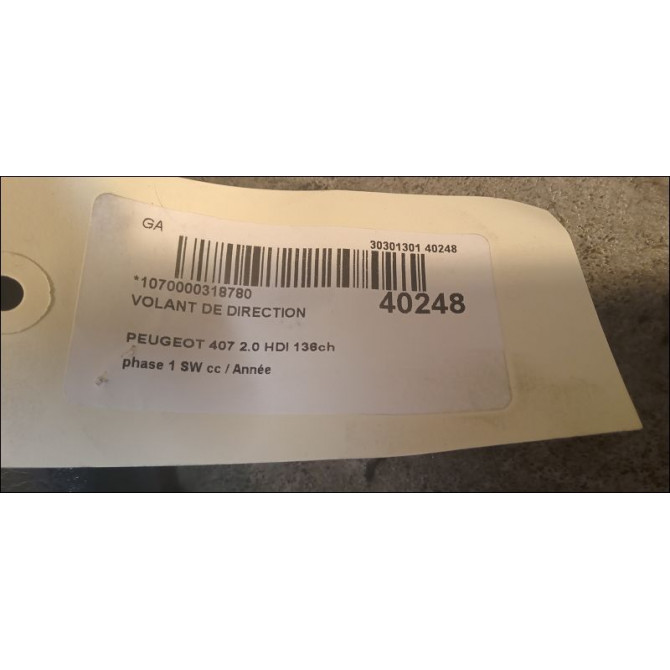 GA
30301301 40248
*1070000318780
40248
VOLANT DE DIRECTION
PEUGEOT 407 2.0 HDI 136ch
phase 1 SW cc / Année